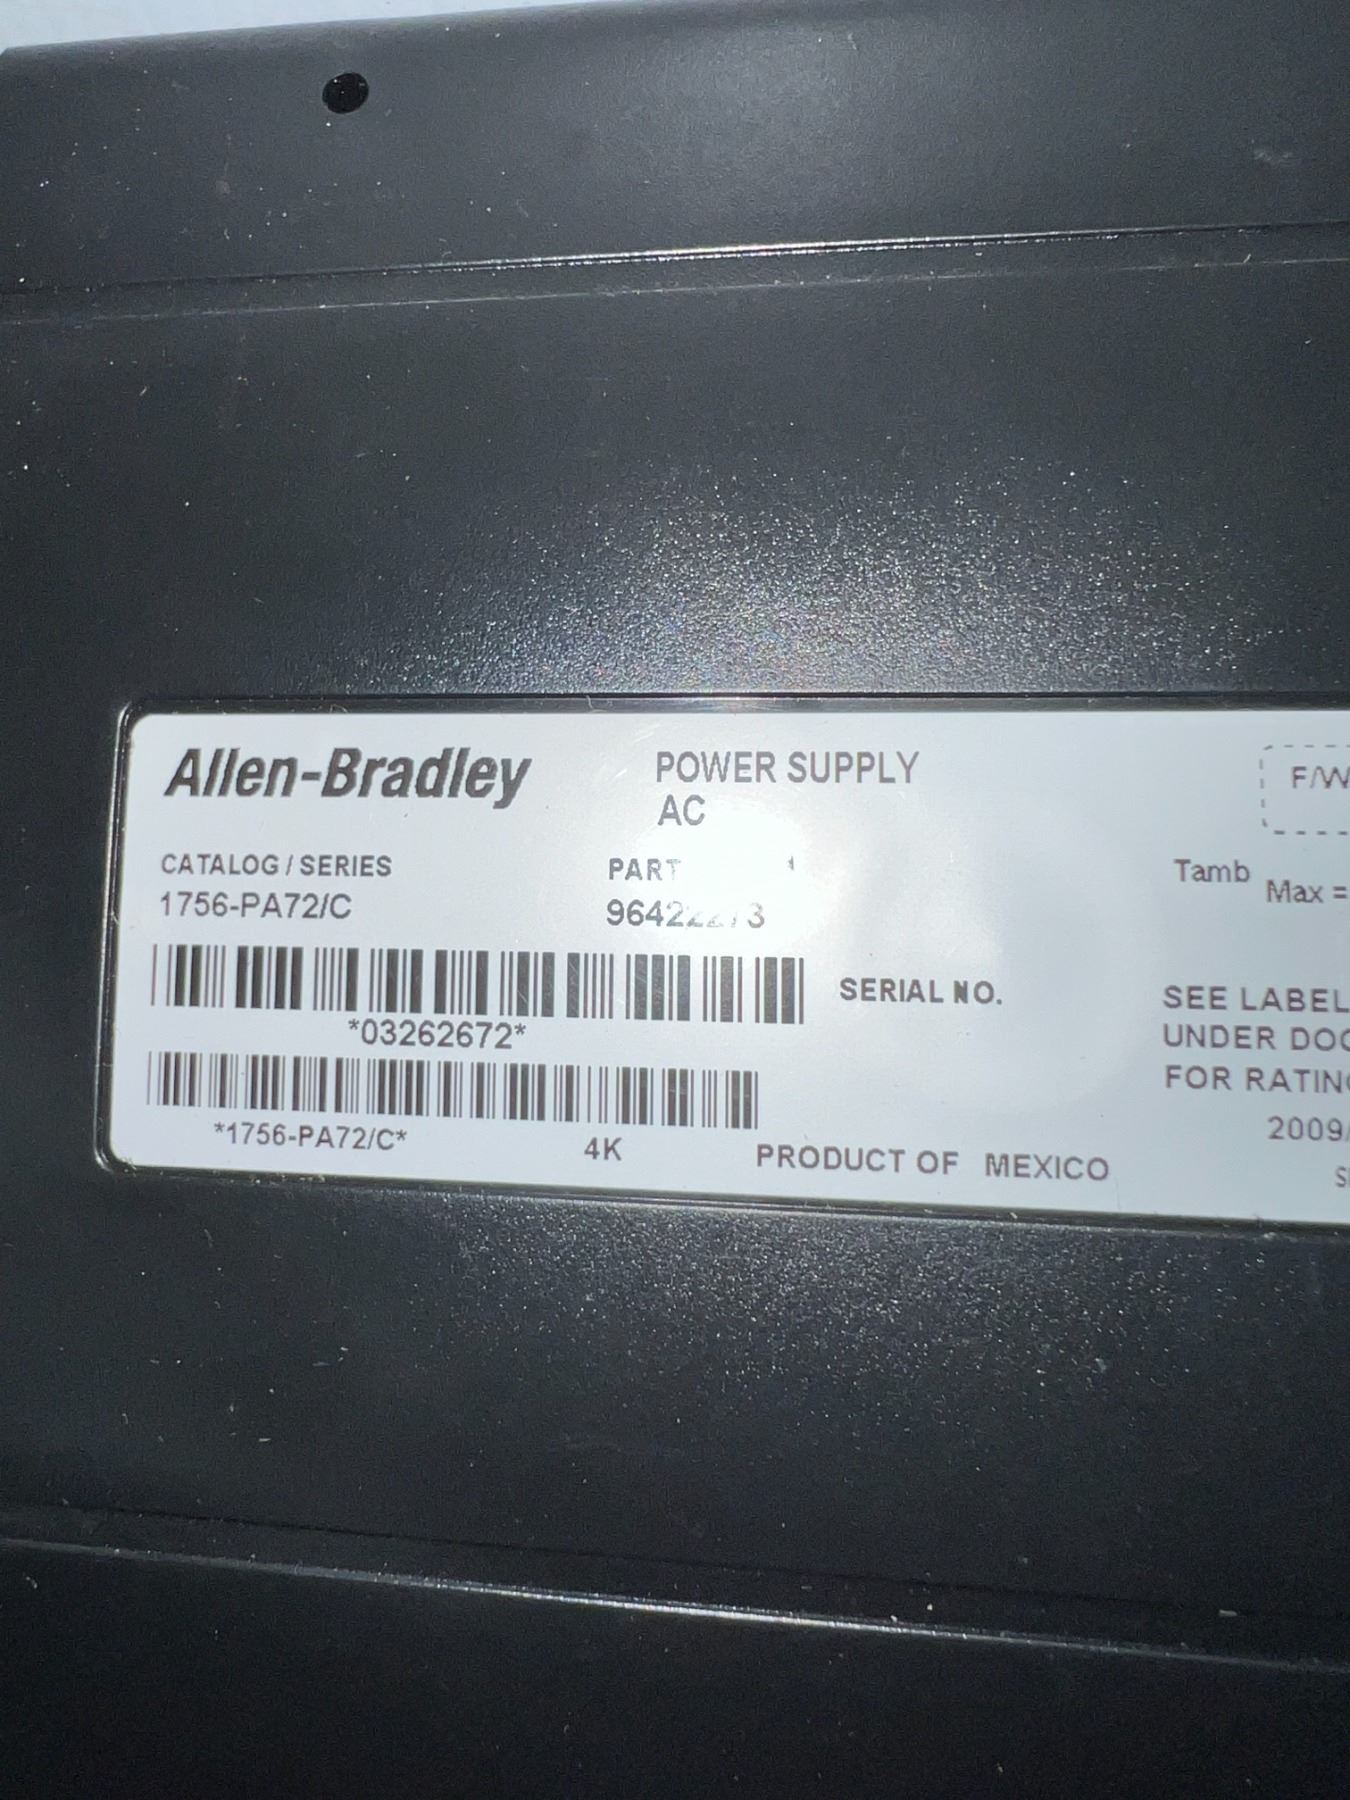 Allen-Bradley
POWER SUPPLY
AC
CATALOG / SERIES
1756-PA72/C
PART
*03262672*
SERIAL NO.
*1756-PA72/C*
4K
PRODUCT OF MEXICO
F/W
Tamb
Max =
SEE LABEL
UNDER DOO
FOR RATING
2009/